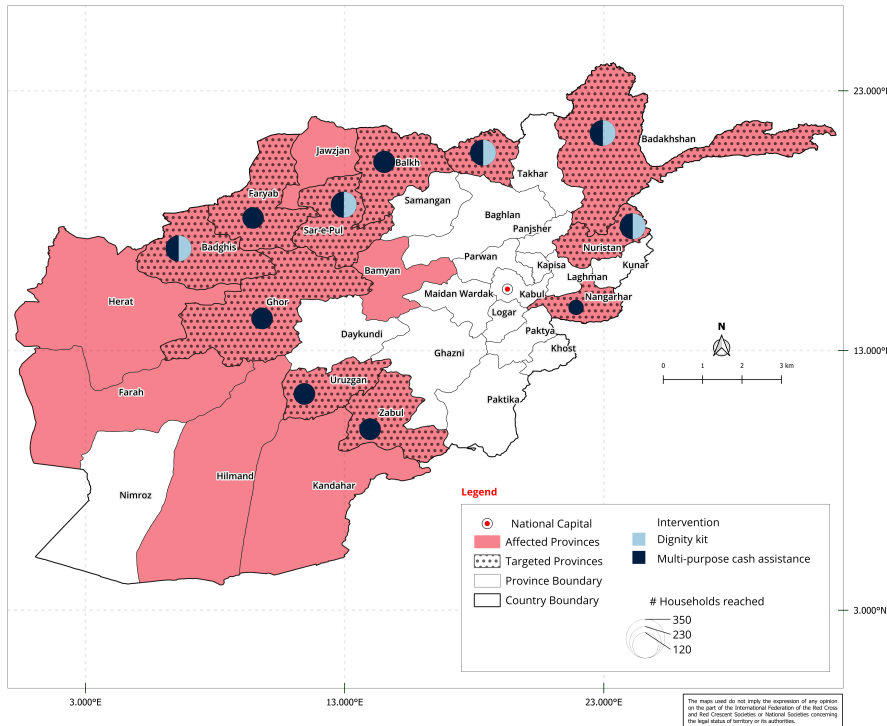 23.000°
Badakhshan
Jawzjan
Balkh
Takhar
Faryab
Samangan
Baghlan
Panjsher
Sar-e-Pul
Badghis
Nuristan
Parwan
Kapisa
Kunar
Bamyan
Laghman
Herat
Maidan Wardak
Kabul
Nangarhar
Ghor
Logar
Daykundi
Paktya
N
Ghazni
Khost
13.000°
0 1 2 3 km
Uruzgan
Farah
Paktika
Zabul
Hilmand
Kandahar
Nimroz
Legend
National Capital
Affected Provinces
Targeted Provinces
Province Boundary
Country Boundary
Intervention
Dignity kit
Multi-purpose cash assistance
# Households reached
350
230
120
3.000°N
3.000°E 13.000°E 23.000°E
The maps used do not imply the expression of any opinion
on the part of the International Federation of the Red Cross
and Red Crescent Societies or National Societies concerning
the legal status of territory or its authorities.